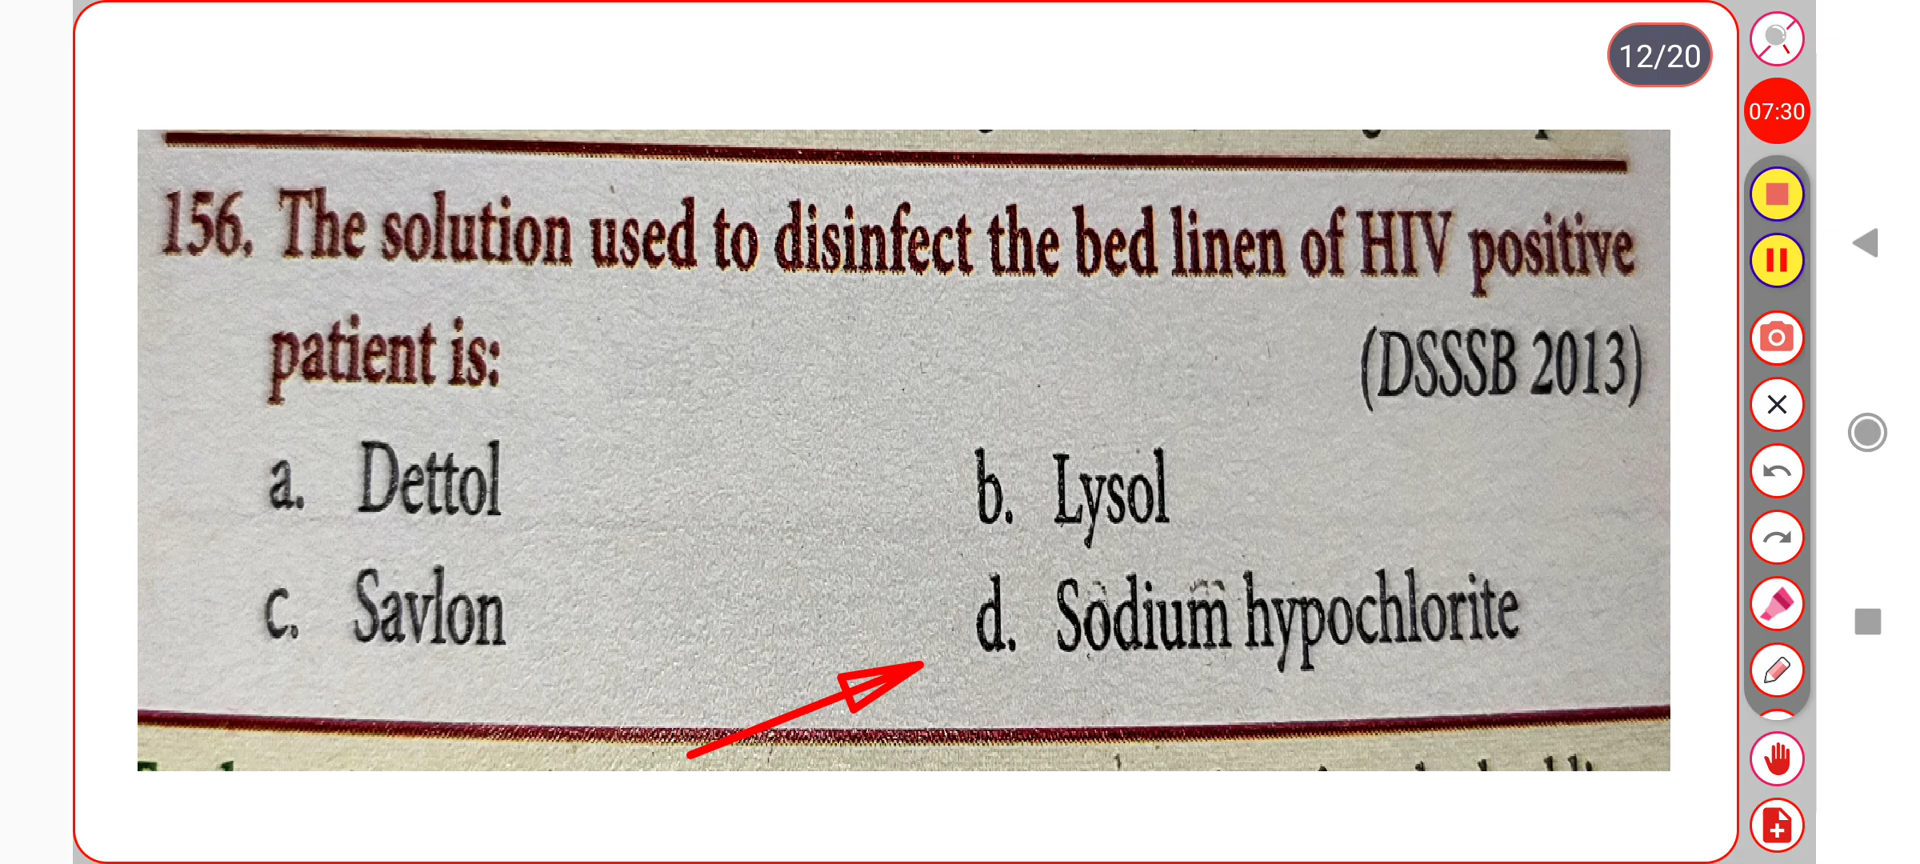 12/20
07:30
156. The solution used to disinfect the bed linen of HIV positive
patient is: (DSSSB 2013)
a. Dettol b. Lysol
c. Savlon d. Sodium hypochlorite